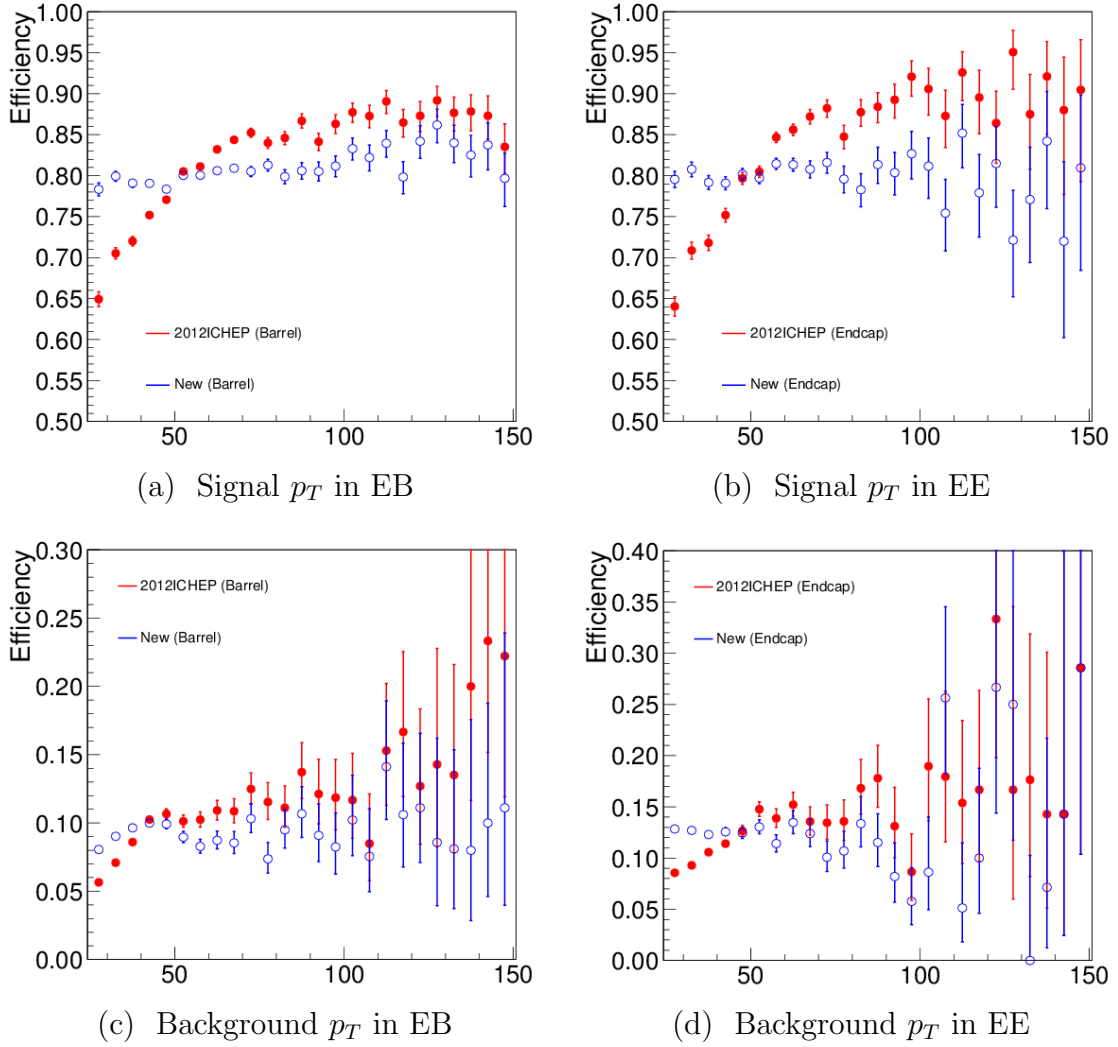 1.00
0.95
0.90
0.85
0.80
0.75
0.70
0.65
0.60
0.55
0.50
Efficiency
2012ICHEP (Barrel)
New (Barrel)
50 100 150
(a) Signal p_T in EB
1.00
0.95
0.90
0.85
0.80
0.75
0.70
0.65
0.60
0.55
0.50
Efficiency
2012ICHEP (Endcap)
New (Endcap)
50 100 150
(b) Signal p_T in EE
0.30
0.25
0.20
0.15
0.10
0.05
0.00
Efficiency
2012ICHEP (Barrel)
New (Barrel)
50 100 150
(c) Background p_T in EB
0.40
0.35
0.30
0.25
0.20
0.15
0.10
0.05
0.00
Efficiency
2012ICHEP (Endcap)
New (Endcap)
50 100 150
(d) Background p_T in EE